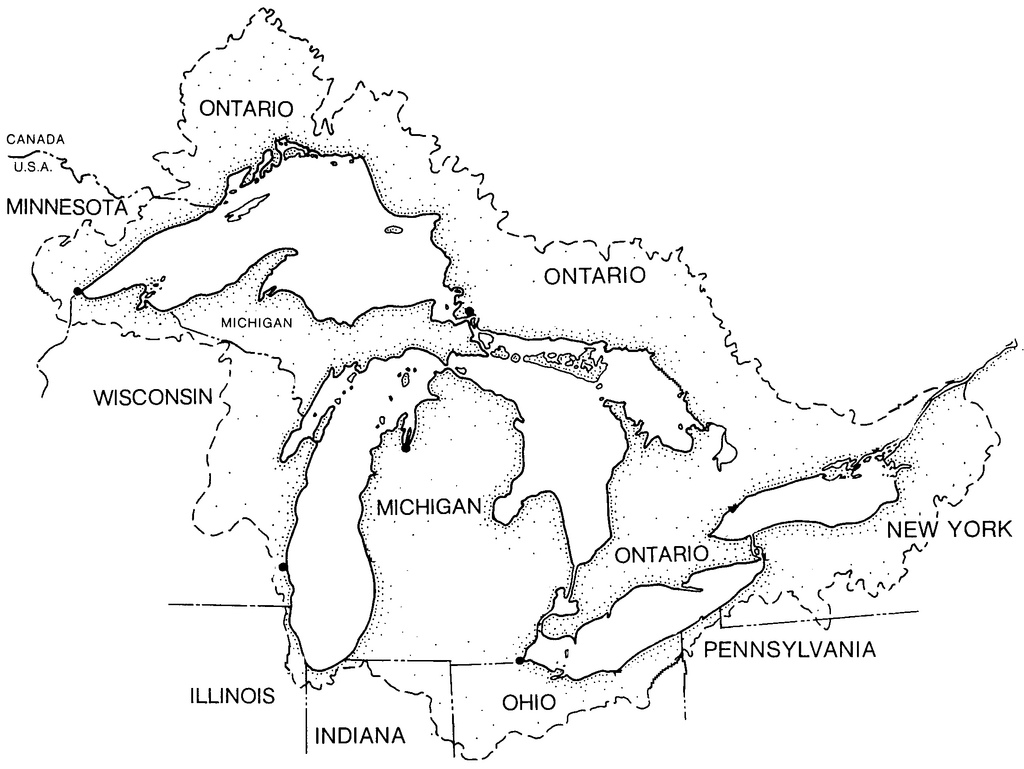 ONTARIO
CANADA
U.S.A.
MINNESOTA
ONTARIO
MICHIGAN
WISCONSIN
MICHIGAN
NEW YORK
ONTARIO
PENNSYLVANIA
ILLINOIS
OHIO
INDIANA